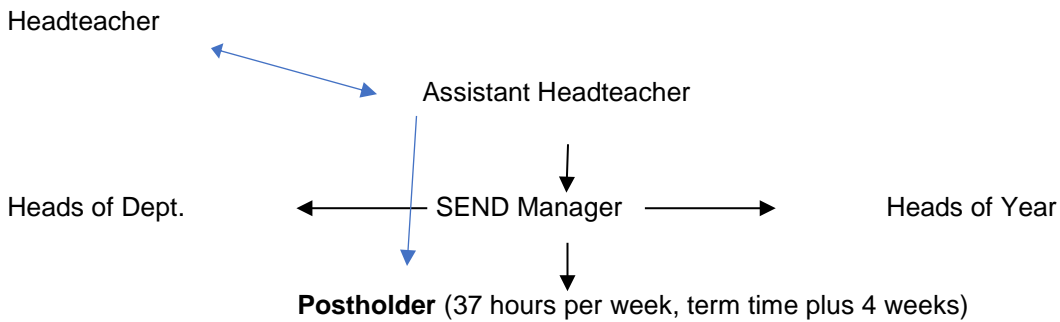 Headteacher
Assistant Headteacher
Heads of Dept.
SEND Manager
Heads of Year
Postholder (37 hours per week, term time plus 4 weeks)